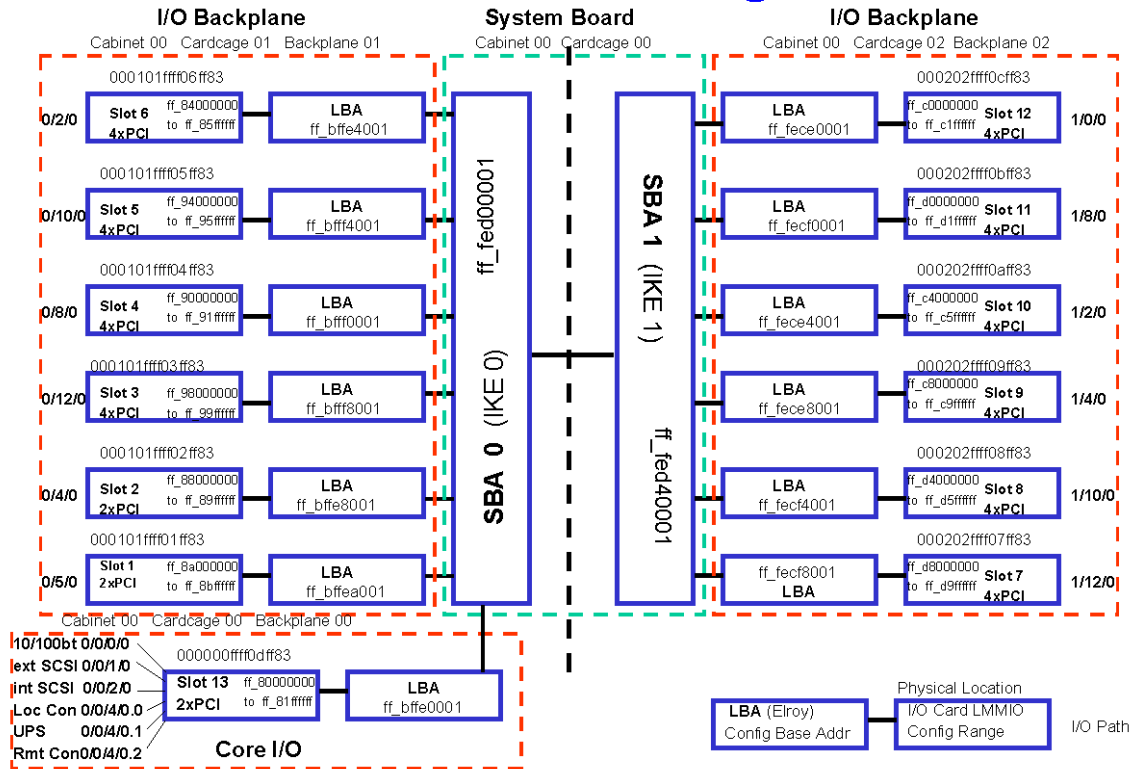 I/O Backplane
System Board
I/O Backplane
Cabinet 00 Cardcage 01 Backplane 01
Cabinet 00 Cardcage 00
Cabinet 00 Cardcage 02 Backplane 02
000101ffff06ff83
0/2/0
Slot 6
4xPCI
ff_84000000
to ff_85ffffff
LBA
ff_bffe4001
000101ffff05ff83
0/10/0
Slot 5
4xPCI
ff_94000000
to ff_95ffffff
LBA
ff_bfff4001
000101ffff04ff83
0/8/0
Slot 4
4xPCI
ff_90000000
to ff_91ffffff
LBA
ff_bfff0001
000101ffff03ff83
0/12/0
Slot 3
4xPCI
ff_98000000
to ff_99ffffff
LBA
ff_bfff8001
000101ffff02ff83
0/4/0
Slot 2
2xPCI
ff_88000000
to ff_89ffffff
LBA
ff_bffe8001
000101ffff01ff83
0/5/0
Slot 1
2xPCI
ff_8a000000
to ff_8bffffff
LBA
ff_bffea001
SBA 0 (IKE 0)
ff_fed00001
SBA 1 (IKE 1)
ff_fed40001
000202ffff0cff83
LBA
ff_fece0001
ff_c0000000
to ff_c1ffffff
Slot 12
4xPCI
1/0/0
000202ffff0bff83
LBA
ff_fecf0001
ff_d0000000
to ff_d1ffffff
Slot 11
4xPCI
1/8/0
000202ffff0aff83
LBA
ff_fece4001
ff_c4000000
to ff_c5ffffff
Slot 10
4xPCI
1/2/0
000202ffff09ff83
LBA
ff_fece8001
ff_c8000000
to ff_c9ffffff
Slot 9
4xPCI
1/4/0
000202ffff08ff83
LBA
ff_fecf4001
ff_d4000000
to ff_d5ffffff
Slot 8
4xPCI
1/10/0
000202ffff07ff83
ff_fecf8001
LBA
ff_d8000000
to ff_d9ffffff
Slot 7
4xPCI
1/12/0
Cabinet 00 Cardcage 00 Backplane 00
10/100bt 0/0/0/0
ext SCSI 0/0/1/0
int SCSI 0/0/2/0
Loc Con 0/0/4/0.0
UPS 0/0/4/0.1
Rmt Con0/0/4/0.2
000000ffff0dff83
Slot 13
2xPCI
ff_80000000
to ff_81ffffff
LBA
ff_bffe0001
Core I/O
Physical Location
LBA (Elroy)
Config Base Addr
I/O Card LMMIO
Config Range
I/O Path